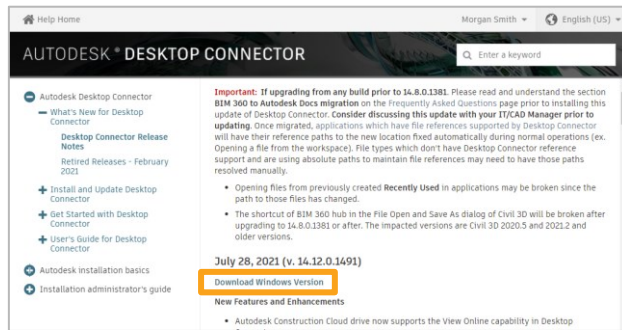 Help Home
Morgan Smith
English (US)
AUTODESK® DESKTOP CONNECTOR
Enter a keyword
Autodesk Desktop Connector
What's New for Desktop
Connector
Desktop Connector Release
Notes
Retired Releases - February
2021
Install and Update Desktop
Connector
Get Started with Desktop
Connector
User's Guide for Desktop
Connector
Autodesk installation basics
Installation administrator's guide
Important: If upgrading from any build prior to 14.8.0.1381. Please read and understand the section
BIM 360 to Autodesk Docs migration on the Frequently Asked Questions page prior to installing this
update of Desktop Connector. Consider discussing this update with your IT/CAD Manager prior to
updating. Once migrated, applications which have file references supported by Desktop Connector
will have their reference paths to the new location fixed automatically during normal operations (ex.
Opening a file from the workspace). File types which don't have Desktop Connector reference
support and are using absolute paths to maintain file references may need to have those paths
resolved manually.
• Opening files from previously created Recently Used in applications may be broken since the
path to those files has changed.
• The shortcut of BIM 360 hub in the File Open and Save As dialog of Civil 3D will be broken after
upgrading to 14.8.0.1381 or after. The impacted versions are Civil 3D 2020.5 and 2021.2 and
older versions.
July 28, 2021 (v. 14.12.0.1491)
Download Windows Version
New Features and Enhancements
• Autodesk Construction Cloud drive now supports the View Online capability in Desktop